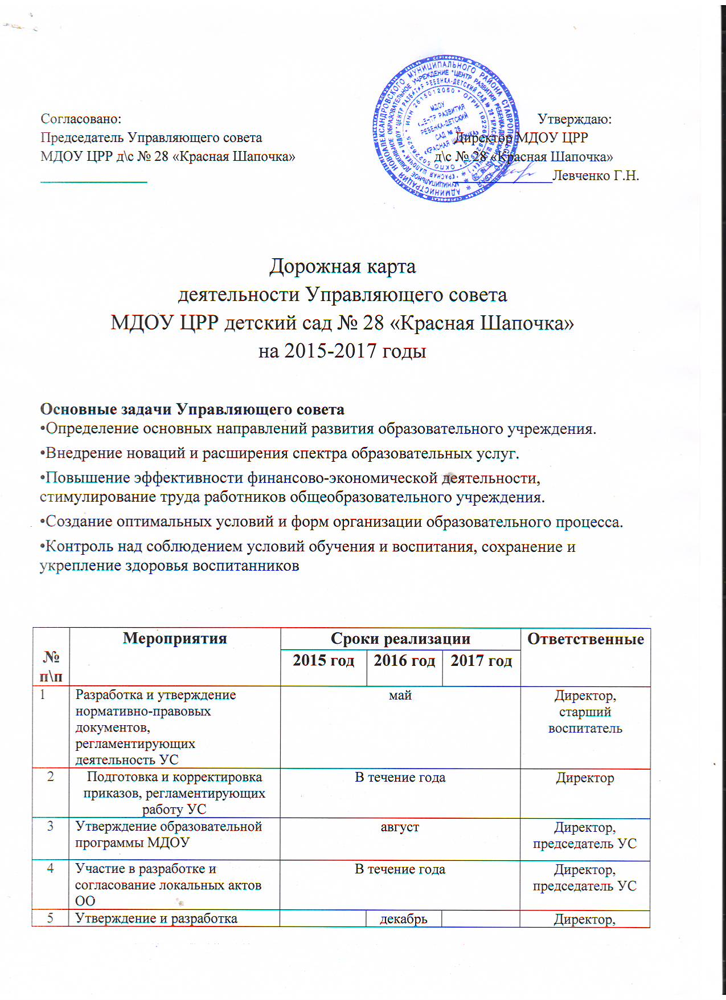 Согласовано: Утверждаю:
Председатель Управляющего совета Директор МДОУ ЦРР
МДОУ ЦРР д\с № 28 «Красная Шапочка» д\с № 28 «Красная Шапочка»
Левченко Г.Н.
МДОУ
ЦЕНТР РАЗВИТИЯ
РЕБЕНКА-ДЕТСКИЙ
САД № 28
«КРАСНАЯ ШАПОЧКА»
Дорожная карта
деятельности Управляющего совета
МДОУ ЦРР детский сад № 28 «Красная Шапочка»
на 2015-2017 годы
Основные задачи Управляющего совета
•Определение основных направлений развития образовательного учреждения.
•Внедрение новаций и расширения спектра образовательных услуг.
•Повышение эффективности финансово-экономической деятельности,
стимулирование труда работников общеобразовательного учреждения.
•Создание оптимальных условий и форм организации образовательного процесса.
•Контроль над соблюдением условий обучения и воспитания, сохранение и
укрепление здоровья воспитанников
№ п\п Мероприятия Сроки реализации Ответственные
2015 год 2016 год 2017 год
1 Разработка и утверждение май Директор,
нормативно-правовых старший
документов, воспитатель
регламентирующих
деятельность УС
2 Подготовка и корректировка В течение года Директор
приказов, регламентирующих
работу УС
3 Утверждение образовательной август Директор,
программы МДОУ председатель УС
4 Участие в разработке и В течение года Директор,
согласование локальных актов председатель УС
ОО
5 Утверждение и разработка декабрь Директор,